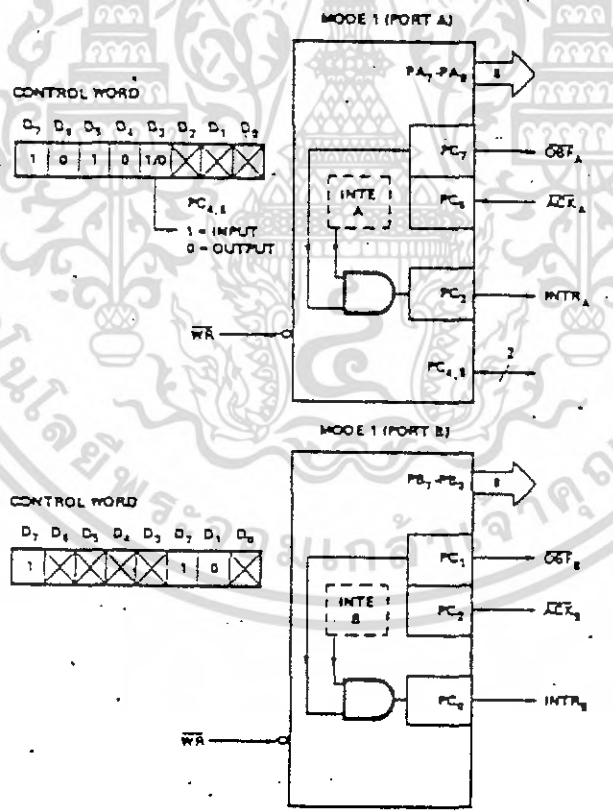 MODE 1 (PORT A)
PA7-PA0 8
CONTROL WORD
D7 D6 D5 D4 D3 D2 D1 D0
1 0 1 0 1/0
PC4,5
1 = INPUT
0 = OUTPUT
PC7 OBFA
INTE A
PC6 ACKA
PC3 INTRA
WR
PC4,5 2
MODE 1 (PORT B)
PB7-PB0 8
CONTROL WORD
D7 D6 D5 D4 D3 D2 D1 D0
1 1 0
PC1 OBFB
INTE B
PC2 ACKB
PC0 INTRB
WR